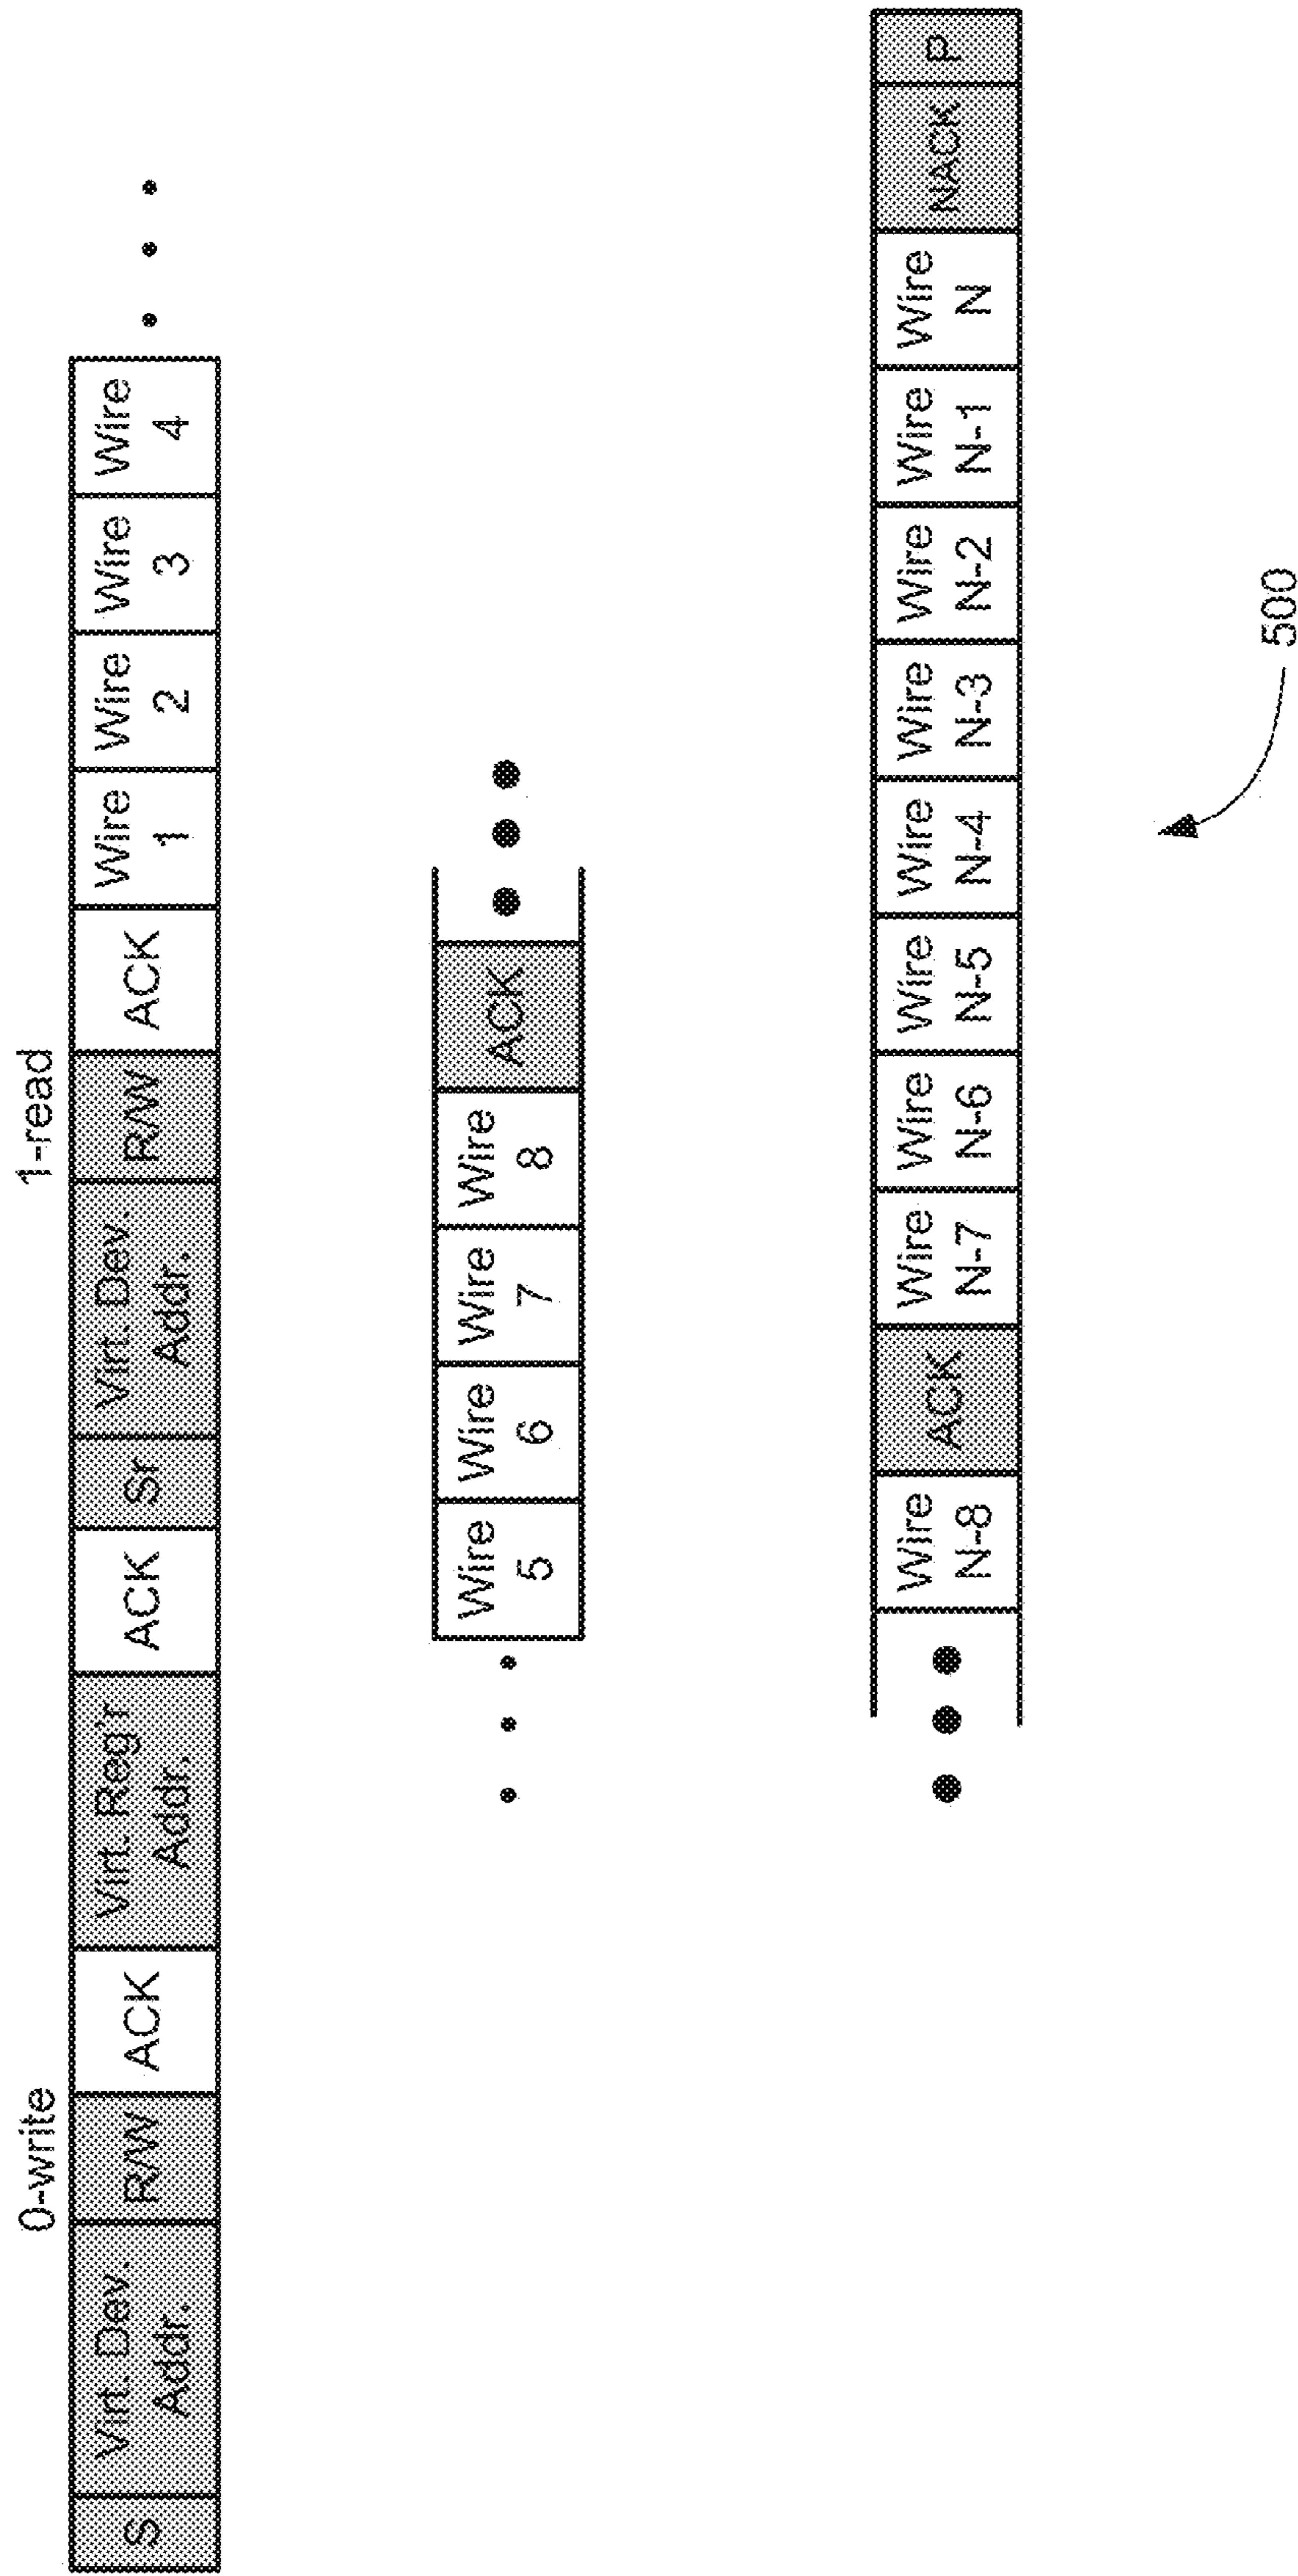 0-write 1-read
S Virt. Dev. Addr. R/W ACK Virt. Reg'r Addr. ACK Sr Virt. Dev. Addr. R/W ACK Wire 1 Wire 2 Wire 3 Wire 4
Wire 5 Wire 6 Wire 7 Wire 8 ACK
Wire N-8 ACK Wire N-7 Wire N-6 Wire N-5 Wire N-4 Wire N-3 Wire N-2 Wire N-1 Wire N NACK P
500